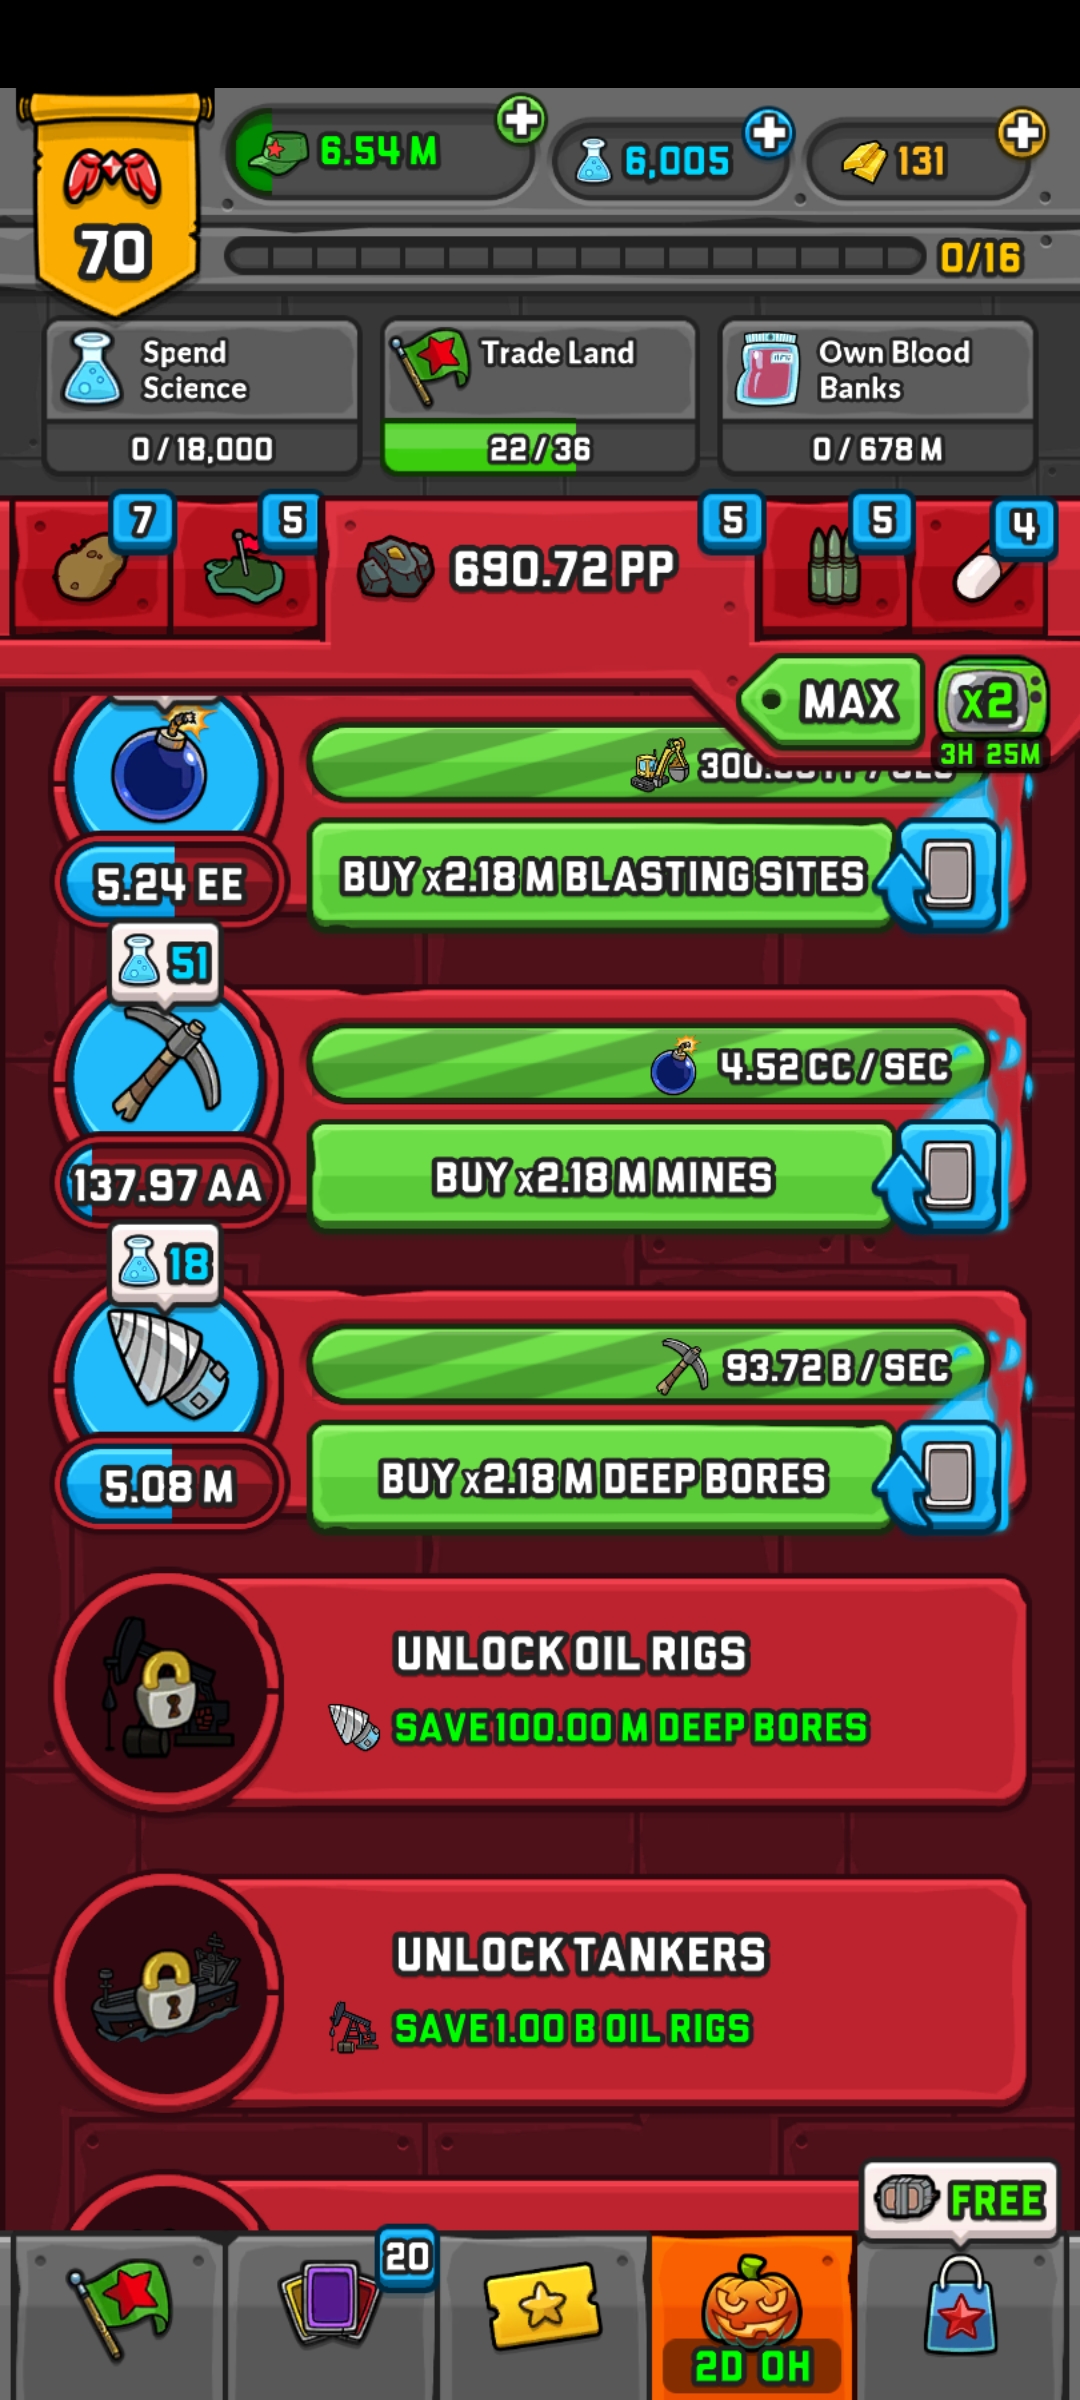 70
6.54 M
6,005
131
0/16
Spend
Science
0 / 18,000
Trade Land
22 / 36
Own Blood
Banks
0 / 678 M
7
5
690.72 PP
5
5
4
MAX
x2
3H 25M
5.24 EE
BUY x2.18 M BLASTING SITES
51
4.52 CC / SEC
137.97 AA
BUY x2.18 M MINES
18
93.72 B / SEC
5.08 M
BUY x2.18 M DEEP BORES
UNLOCK OIL RIGS
SAVE 100.00 M DEEP BORES
UNLOCK TANKERS
SAVE 1.00 B OIL RIGS
FREE
20
2D 0H